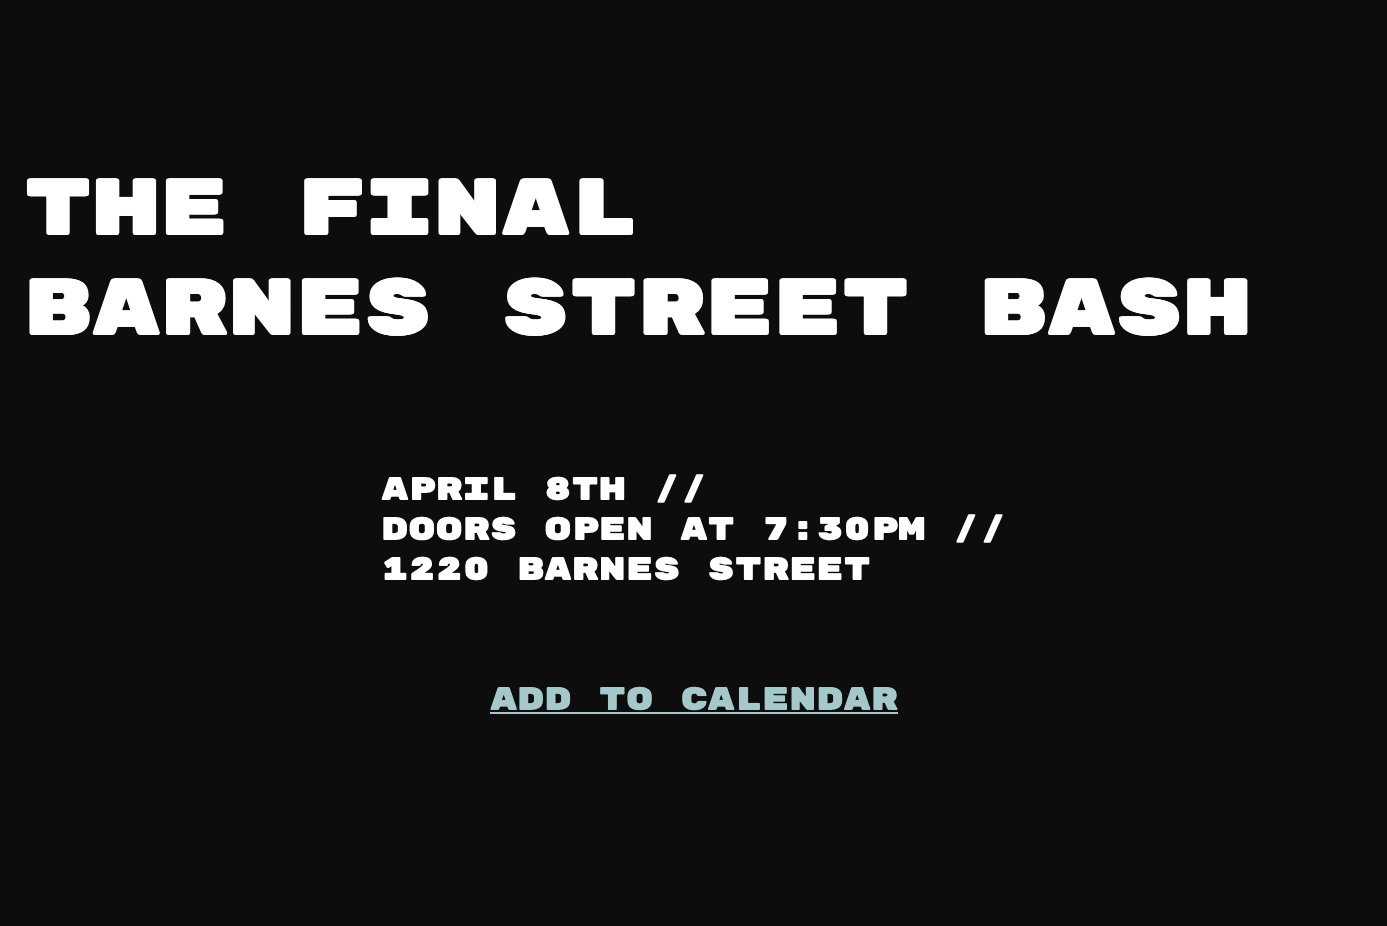 THE FINAL
BARNES STREET BASH
APRIL 8TH //
DOORS OPEN AT 7:30PM //
1220 BARNES STREET
ADD TO CALENDAR